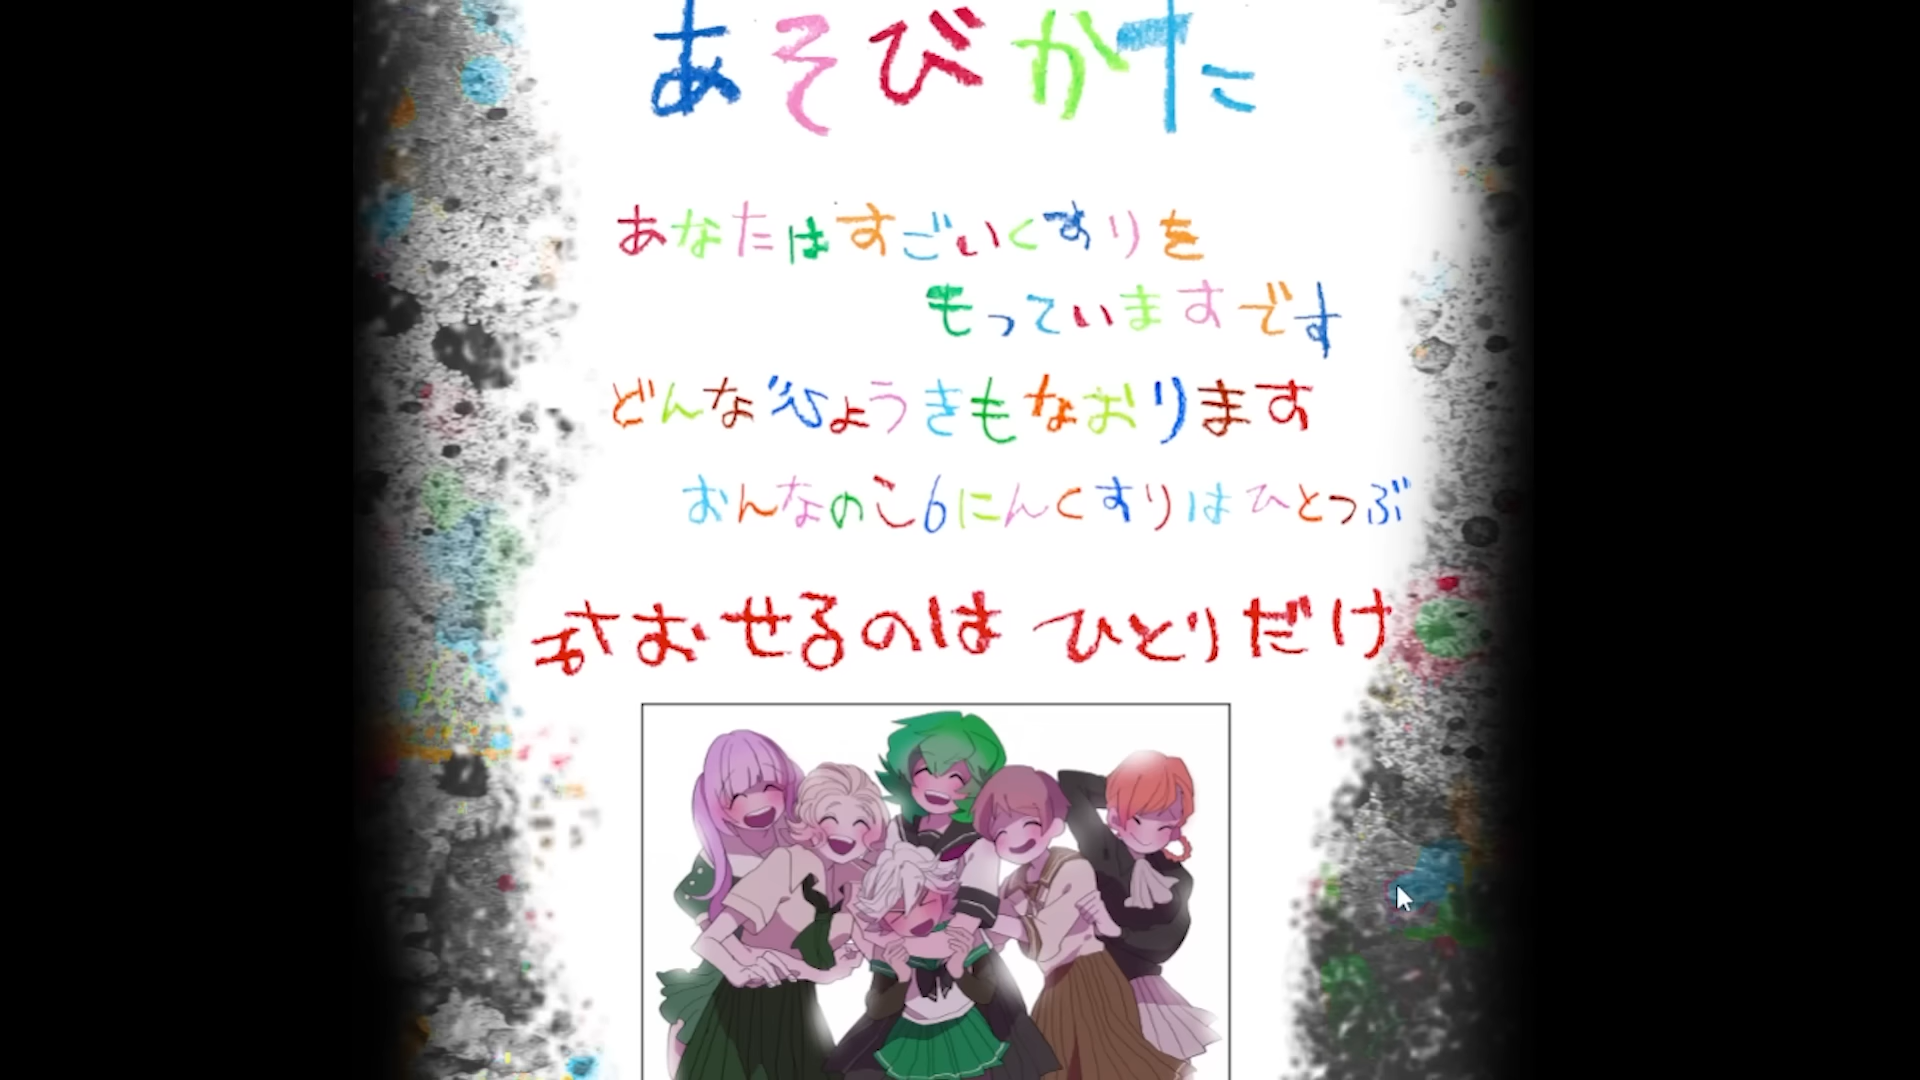 あそびかた
あなたはすごいくすりを
もっていますです
どんなびょうきもなおります
おんなのこ6にんくすりはひとつぶ
なおせるのは ひとりだけ